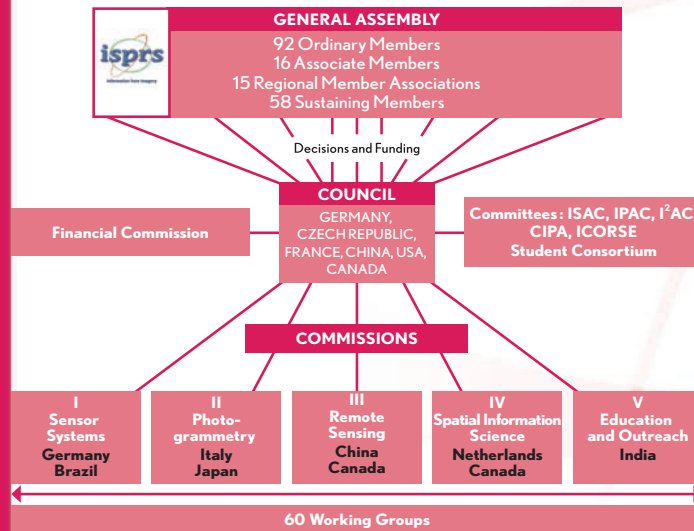 GENERAL ASSEMBLY
isprs
information from imagery
92 Ordinary Members
16 Associate Members
15 Regional Member Associations
58 Sustaining Members
Decisions and Funding
COUNCIL
GERMANY,
CZECH REPUBLIC,
FRANCE, CHINA, USA,
CANADA
Financial Commission
Committees: ISAC, IPAC, I²AC
CIPA, ICORSE
Student Consortium
COMMISSIONS
I
Sensor
Systems
Germany
Brazil
II
Photo-
grammetry
Italy
Japan
III
Remote
Sensing
China
Canada
IV
Spatial Information
Science
Netherlands
Canada
V
Education
and Outreach
India
60 Working Groups